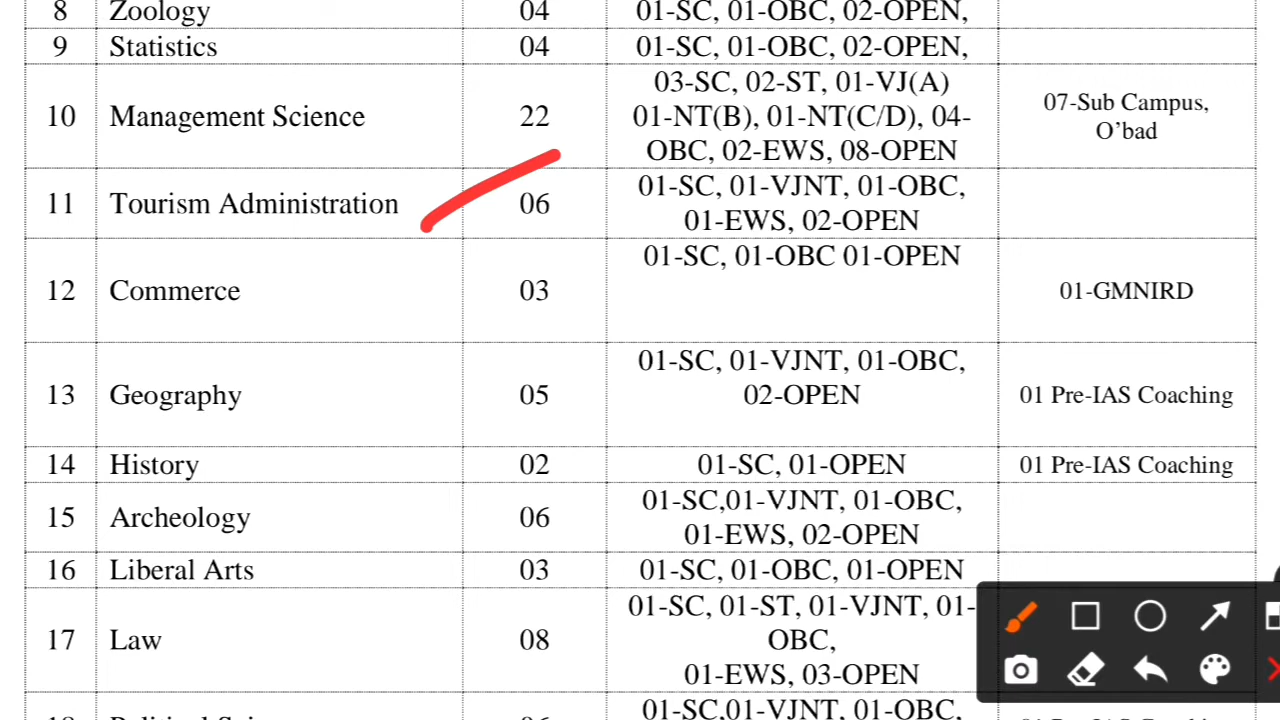 8 Zoology 04 01-SC, 01-OBC, 02-OPEN,
9 Statistics 04 01-SC, 01-OBC, 02-OPEN,
10 Management Science 22 03-SC, 02-ST, 01-VJ(A)
01-NT(B), 01-NT(C/D), 04-
OBC, 02-EWS, 08-OPEN
07-Sub Campus,
O’bad
11 Tourism Administration 06 01-SC, 01-VJNT, 01-OBC,
01-EWS, 02-OPEN
12 Commerce 03 01-SC, 01-OBC 01-OPEN
01-GMNIRD
13 Geography 05 01-SC, 01-VJNT, 01-OBC,
02-OPEN
01 Pre-IAS Coaching
14 History 02 01-SC, 01-OPEN 01 Pre-IAS Coaching
15 Archeology 06 01-SC,01-VJNT, 01-OBC,
01-EWS, 02-OPEN
16 Liberal Arts 03 01-SC, 01-OBC, 01-OPEN
17 Law 08 01-SC, 01-ST, 01-VJNT, 01-
OBC,
01-EWS, 03-OPEN
01-SC,01-VJNT, 01-OBC,